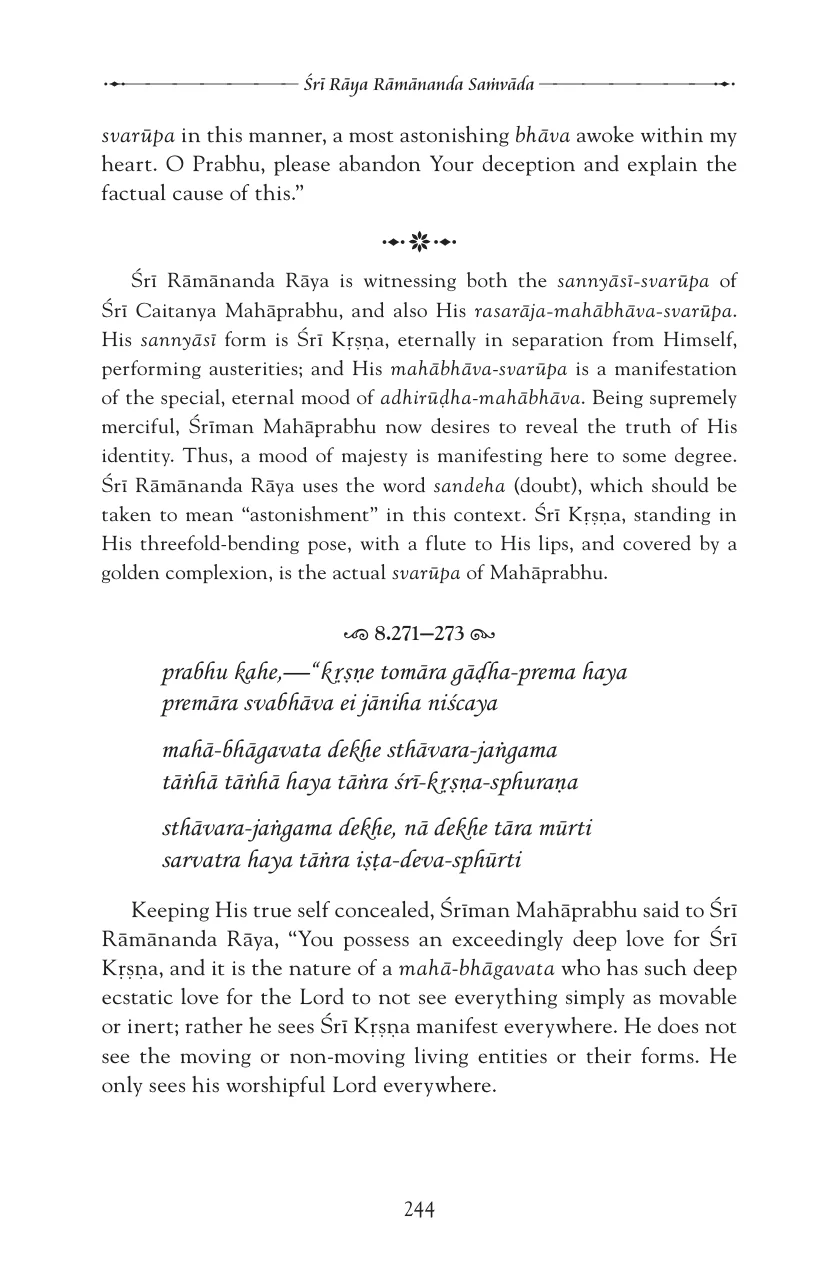 Śrī Rāya Rāmānanda Saṁvāda
svarūpa in this manner, a most astonishing bhāva awoke within my
heart. O Prabhu, please abandon Your deception and explain the
factual cause of this.”
Śrī Rāmānanda Rāya is witnessing both the sannyāsī-svarūpa of
Śrī Caitanya Mahāprabhu, and also His rasarāja-mahābhāva-svarūpa.
His sannyāsī form is Śrī Kṛṣṇa, eternally in separation from Himself,
performing austerities; and His mahābhāva-svarūpa is a manifestation
of the special, eternal mood of adhirūḍha-mahābhāva. Being supremely
merciful, Śrīman Mahāprabhu now desires to reveal the truth of His
identity. Thus, a mood of majesty is manifesting here to some degree.
Śrī Rāmānanda Rāya uses the word sandeha (doubt), which should be
taken to mean “astonishment” in this context. Śrī Kṛṣṇa, standing in
His threefold-bending pose, with a flute to His lips, and covered by a
golden complexion, is the actual svarūpa of Mahāprabhu.
8.271–273
prabhu kahe,—“kṛṣṇe tomāra gāḍha-prema haya
premāra svabhāva ei jāniha niścaya
mahā-bhāgavata dekhe sthāvara-jaṅgama
tāṅhā tāṅhā haya tāṅra śrī-kṛṣṇa-sphuraṇa
sthāvara-jaṅgama dekhe, nā dekhe tāra mūrti
sarvatra haya tāṅra iṣṭa-deva-sphūrti
Keeping His true self concealed, Śrīman Mahāprabhu said to Śrī
Rāmānanda Rāya, “You possess an exceedingly deep love for Śrī
Kṛṣṇa, and it is the nature of a mahā-bhāgavata who has such deep
ecstatic love for the Lord to not see everything simply as movable
or inert; rather he sees Śrī Kṛṣṇa manifest everywhere. He does not
see the moving or non-moving living entities or their forms. He
only sees his worshipful Lord everywhere.
244